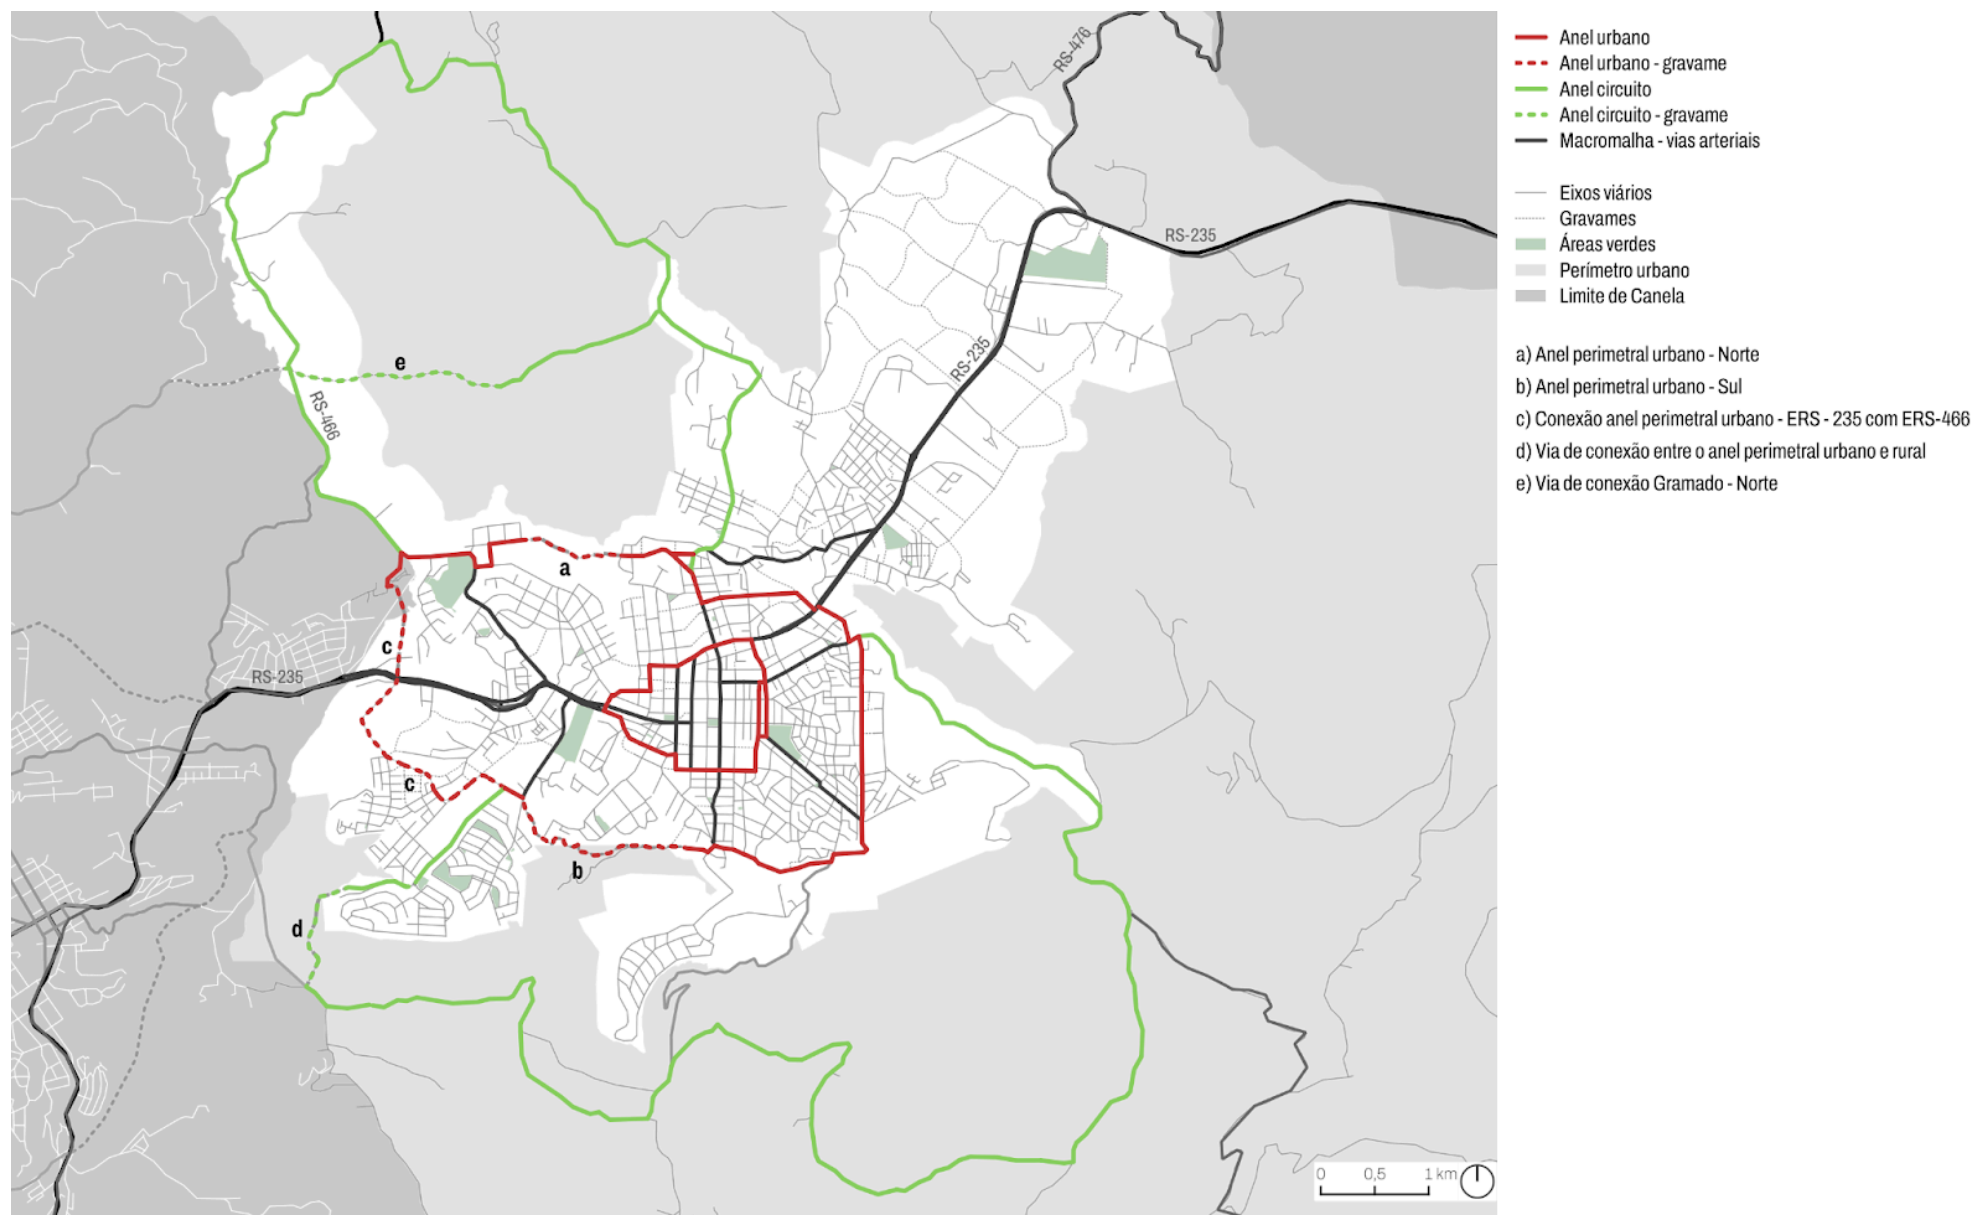 RS-476
RS-235
RS-235
e
RS-466
a
c
RS-235
c
b
d
0 0,5 1 km
Anel urbano
Anel urbano - gravame
Anel circuito
Anel circuito - gravame
Macromalha - vias arteriais
Eixos viários
Gravames
Áreas verdes
Perímetro urbano
Limite de Canela
a) Anel perimetral urbano - Norte
b) Anel perimetral urbano - Sul
c) Conexão anel perimetral urbano - ERS - 235 com ERS-466
d) Via de conexão entre o anel perimetral urbano e rural
e) Via de conexão Gramado - Norte